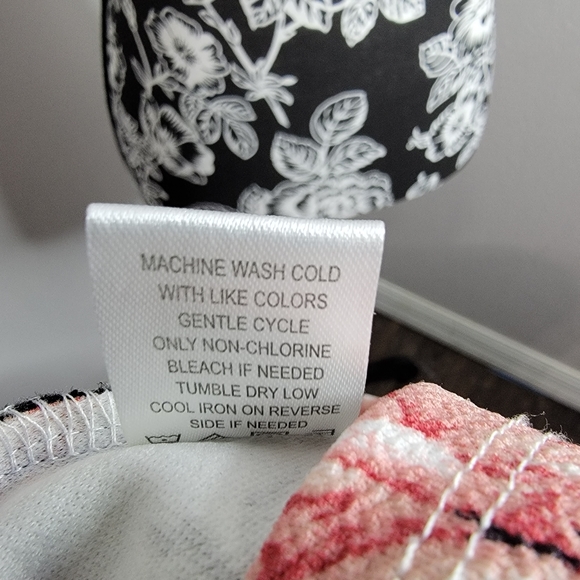 MACHINE WASH COLD
WITH LIKE COLORS
GENTLE CYCLE
ONLY NON-CHLORINE
BLEACH IF NEEDED
TUMBLE DRY LOW
COOL IRON ON REVERSE
SIDE IF NEEDED